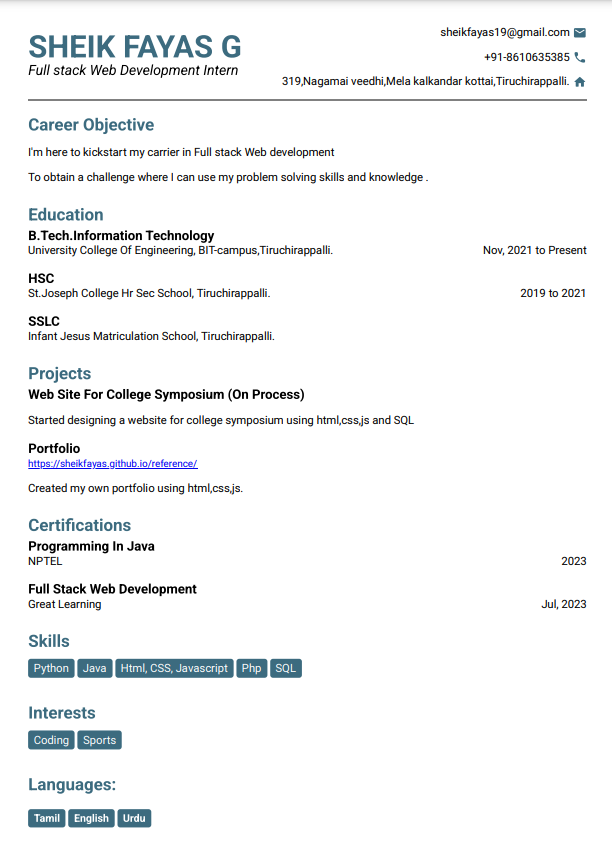 SHEIK FAYAS G
Full stack Web Development Intern
sheikfayas19@gmail.com
+91-8610635385
319,Nagamai veedhi,Mela kalkandar kottai,Tiruchirappalli.
Career Objective
I'm here to kickstart my carrier in Full stack Web development
To obtain a challenge where I can use my problem solving skills and knowledge .
Education
B.Tech.Information Technology
University College Of Engineering, BIT-campus,Tiruchirappalli. Nov, 2021 to Present
HSC
St.Joseph College Hr Sec School, Tiruchirappalli. 2019 to 2021
SSLC
Infant Jesus Matriculation School, Tiruchirappalli.
Projects
Web Site For College Symposium (On Process)
Started designing a website for college symposium using html,css,js and SQL
Portfolio
https://sheikfayas.github.io/reference/
Created my own portfolio using html,css,js.
Certifications
Programming In Java
NPTEL 2023
Full Stack Web Development
Great Learning Jul, 2023
Skills
Python Java Html, CSS, Javascript Php SQL
Interests
Coding Sports
Languages:
Tamil English Urdu